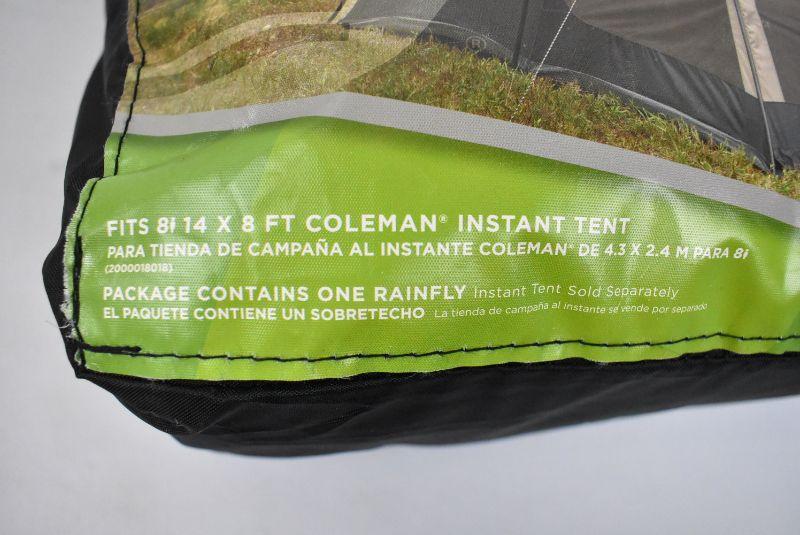 ®
FITS 8 14 X 8 FT COLEMAN® INSTANT TENT
PARA TIENDA DE CAMPAÑA AL INSTANTE COLEMAN® DE 4.3 X 2.4 M PARA 8
(2000018018)
PACKAGE CONTAINS ONE RAINFLY Instant Tent Sold Separately
EL PAQUETE CONTIENE UN SOBRETECHO La tienda de campaña al instante se vende por separado